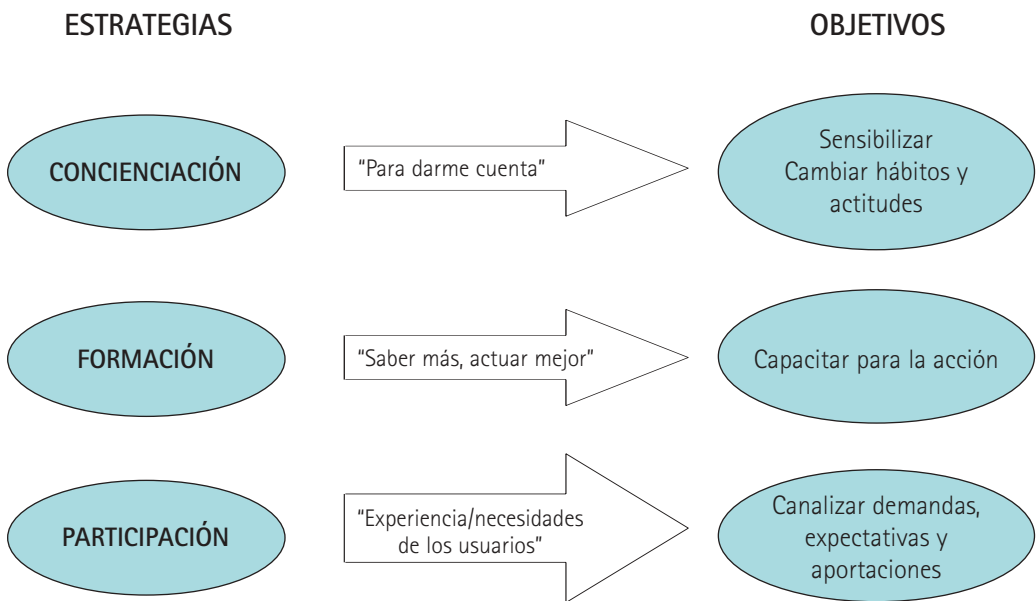 ESTRATEGIAS
OBJETIVOS
CONCIENCIACIÓN
“Para darme cuenta”
Sensibilizar
Cambiar hábitos y
actitudes
FORMACIÓN
“Saber más, actuar mejor”
Capacitar para la acción
PARTICIPACIÓN
“Experiencia/necesidades
de los usuarios”
Canalizar demandas,
expectativas y
aportaciones